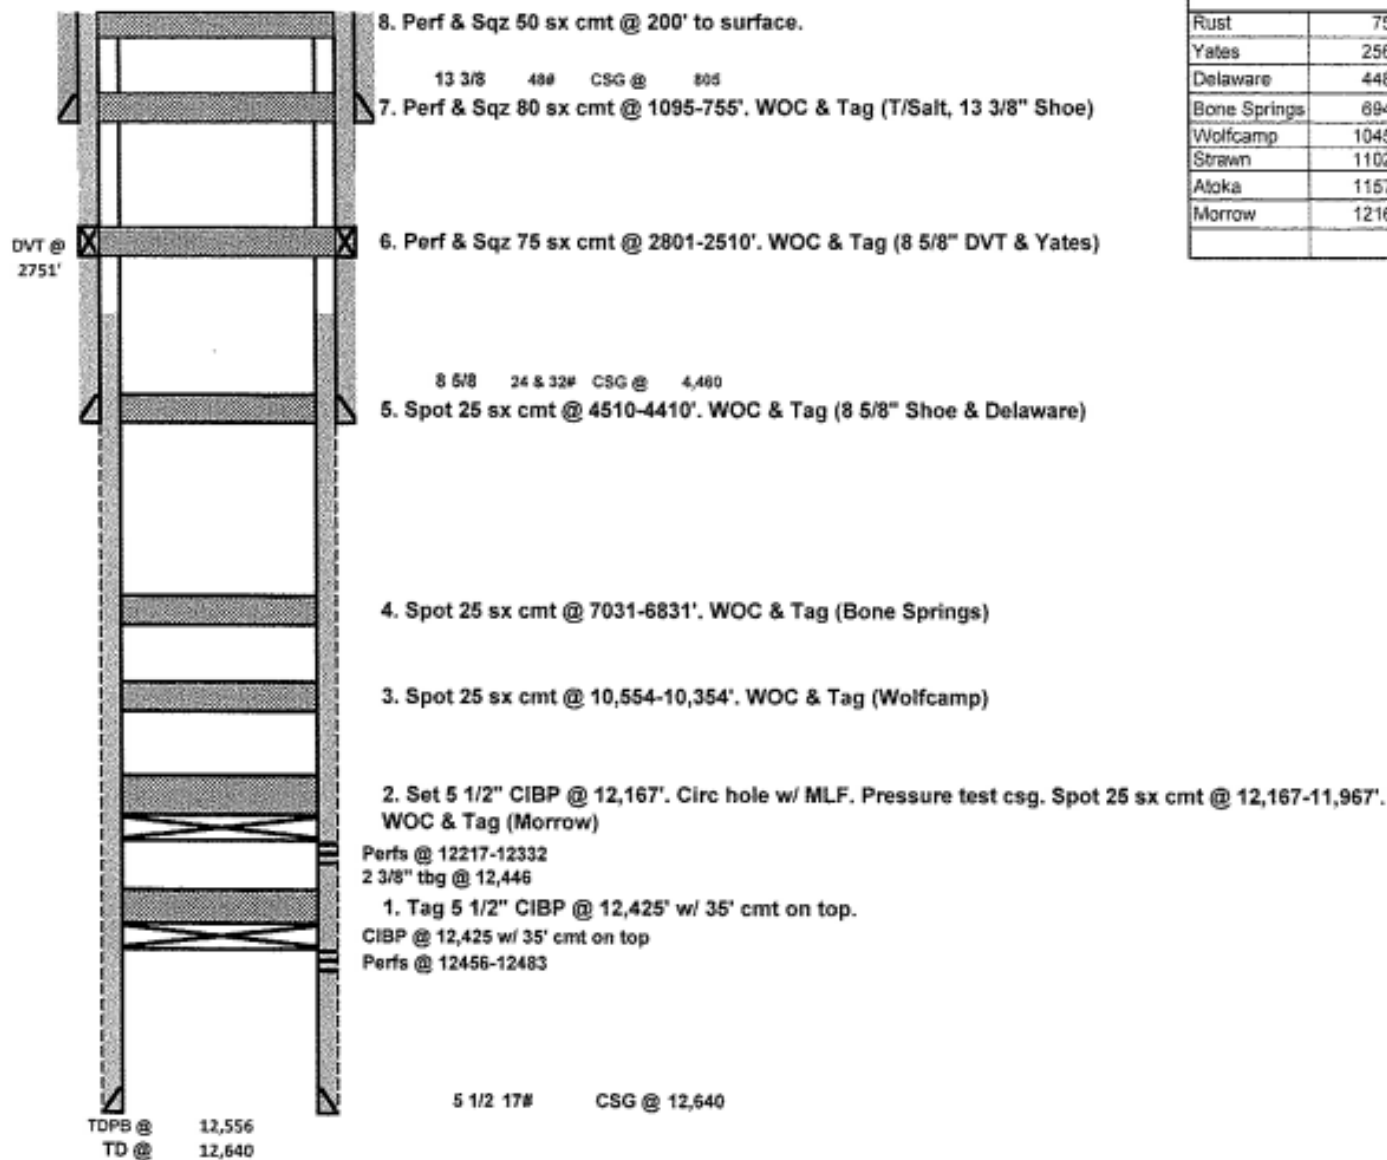 8. Perf & Sqz 50 sx cmt @ 200' to surface.
13 3/8 48# CSG @ 805
7. Perf & Sqz 80 sx cmt @ 1095-755'. WOC & Tag (T/Salt, 13 3/8" Shoe)
Rust
Yates
Delaware
Bone Springs
Wolfcamp
Strawn
Atoka
Morrow
DVT @
2751'
6. Perf & Sqz 75 sx cmt @ 2801-2510'. WOC & Tag (8 5/8" DVT & Yates)
8 5/8 24 & 32# CSG @ 4,460
5. Spot 25 sx cmt @ 4510-4410'. WOC & Tag (8 5/8" Shoe & Delaware)
4. Spot 25 sx cmt @ 7031-6831'. WOC & Tag (Bone Springs)
3. Spot 25 sx cmt @ 10,554-10,354'. WOC & Tag (Wolfcamp)
2. Set 5 1/2" CIBP @ 12,167'. Circ hole w/ MLF. Pressure test csg. Spot 25 sx cmt @ 12,167-11,967'.
WOC & Tag (Morrow)
Perfs @ 12217-12332
2 3/8" tbg @ 12,446
1. Tag 5 1/2" CIBP @ 12,425' w/ 35' cmt on top.
CIBP @ 12,425 w/ 35' cmt on top
Perfs @ 12456-12483
5 1/2 17# CSG @ 12,640
TDPB @ 12,556
TD @ 12,640